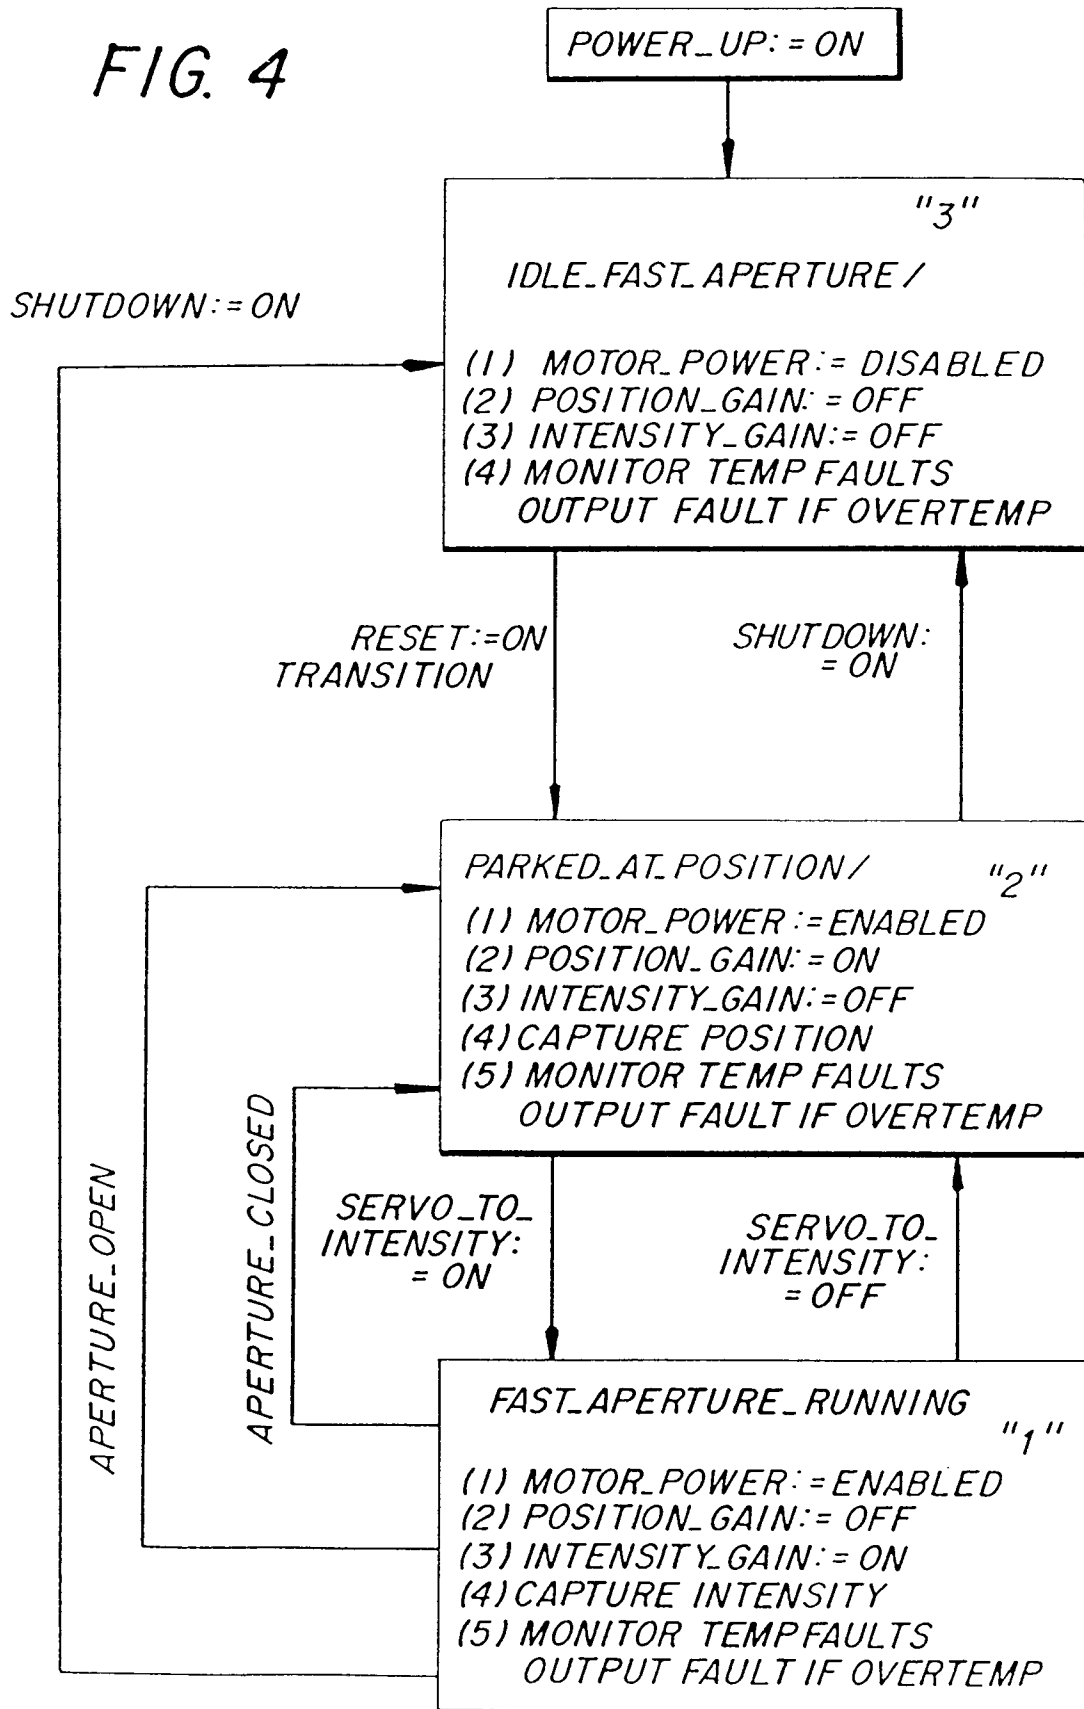 FIG. 4
POWER_UP:=ON
"3"
IDLE_FAST_APERTURE/
SHUTDOWN:=ON
(1) MOTOR_POWER:=DISABLED
(2) POSITION_GAIN:=OFF
(3) INTENSITY_GAIN:=OFF
(4) MONITOR TEMP FAULTS
OUTPUT FAULT IF OVERTEMP
RESET:=ON
TRANSITION
SHUTDOWN:
=ON
PARKED_AT_POSITION/
"2"
(1) MOTOR_POWER:=ENABLED
(2) POSITION_GAIN:=ON
(3) INTENSITY_GAIN:=OFF
(4) CAPTURE POSITION
(5) MONITOR TEMP FAULTS
OUTPUT FAULT IF OVERTEMP
APERTURE_OPEN
APERTURE_CLOSED
SERVO_TO_
INTENSITY:
=ON
SERVO_TO_
INTENSITY:
=OFF
FAST_APERTURE_RUNNING
"1"
(1) MOTOR_POWER:=ENABLED
(2) POSITION_GAIN:=OFF
(3) INTENSITY_GAIN:=ON
(4) CAPTURE INTENSITY
(5) MONITOR TEMP FAULTS
OUTPUT FAULT IF OVERTEMP